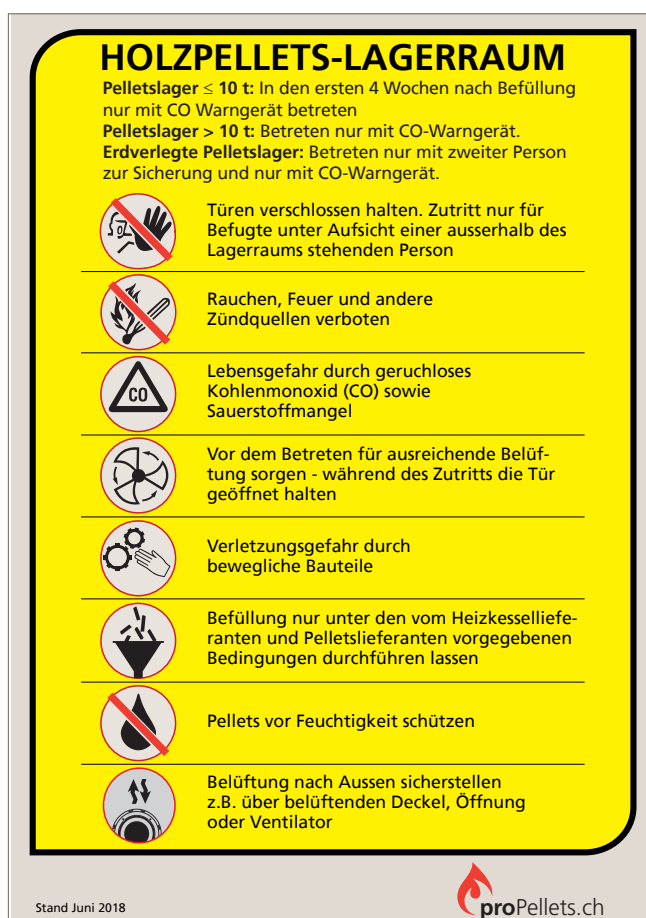 HOLZPELLETS-LAGERRAUM
Pelletslager ≤ 10 t: In den ersten 4 Wochen nach Befüllung
nur mit CO Warngerät betreten
Pelletslager > 10 t: Betreten nur mit CO-Warngerät.
Erdverlegte Pelletslager: Betreten nur mit zweiter Person
zur Sicherung und nur mit CO-Warngerät.
Türen verschlossen halten. Zutritt nur für
Befugte unter Aufsicht einer ausserhalb des
Lagerraums stehenden Person
Rauchen, Feuer und andere
Zündquellen verboten
CO
Lebensgefahr durch geruchloses
Kohlenmonoxid (CO) sowie
Sauerstoffmangel
Vor dem Betreten für ausreichende Belüf-
tung sorgen - während des Zutritts die Tür
geöffnet halten
Verletzungsgefahr durch
bewegliche Bauteile
Befüllung nur unter den vom Heizkessellliefe-
ranten und Pelletslieferanten vorgegebenen
Bedingungen durchführen lassen
Pellets vor Feuchtigkeit schützen
Belüftung nach Aussen sicherstellen
z.B. über belüftenden Deckel, Öffnung
oder Ventilator
Stand Juni 2018
proPellets.ch